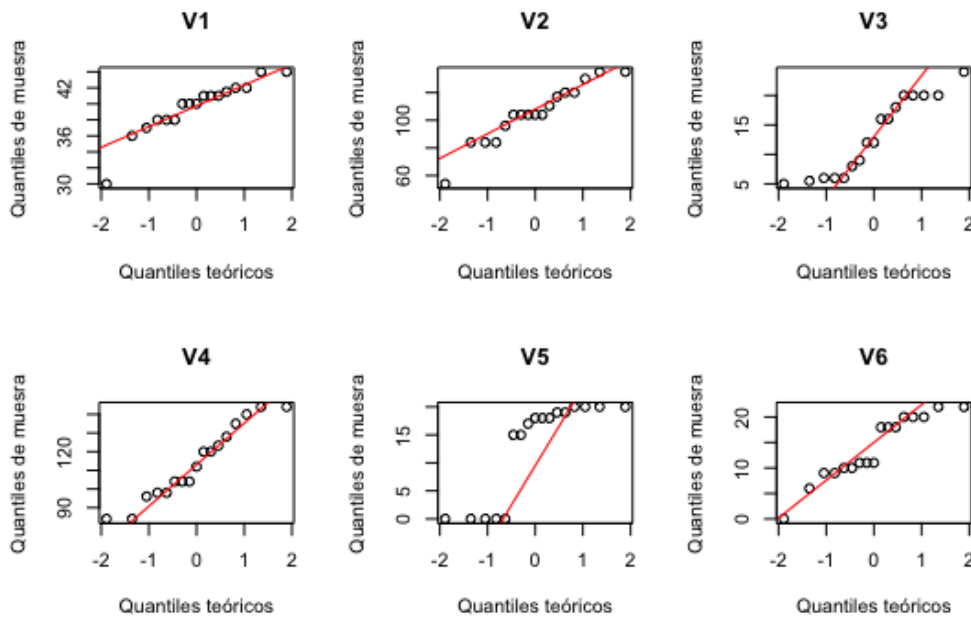 V1
V2
V3
Quantiles de muesra
30 36 42
-2 -1 0 1 2
Quantiles teóricos
Quantiles de muesra
60 100
-2 -1 0 1 2
Quantiles teóricos
Quantiles de muesra
5 15
-2 -1 0 1 2
Quantiles teóricos
V4
V5
V6
Quantiles de muesra
90 120
-2 -1 0 1 2
Quantiles teóricos
Quantiles de muesra
0 5 15
-2 -1 0 1 2
Quantiles teóricos
Quantiles de muesra
0 10 20
-2 -1 0 1 2
Quantiles teóricos